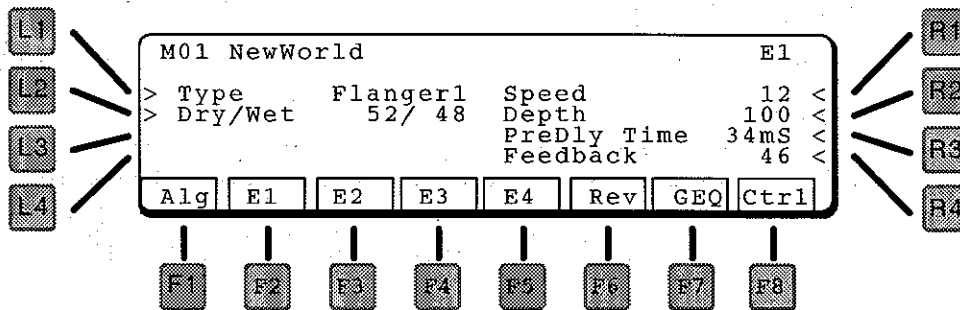 L1
L2
L3
L4
M01 NewWorld E1
> Type Flanger1 Speed 12 <
> Dry/Wet 52/ 48 Depth 100 <
PreDly Time 34mS <
Feedback 46 <
Alg E1 E2 E3 E4 Rev GEQ Ctrl
R1
R2
R3
R4
F1 F2 F3 F4 F5 F6 F7 F8